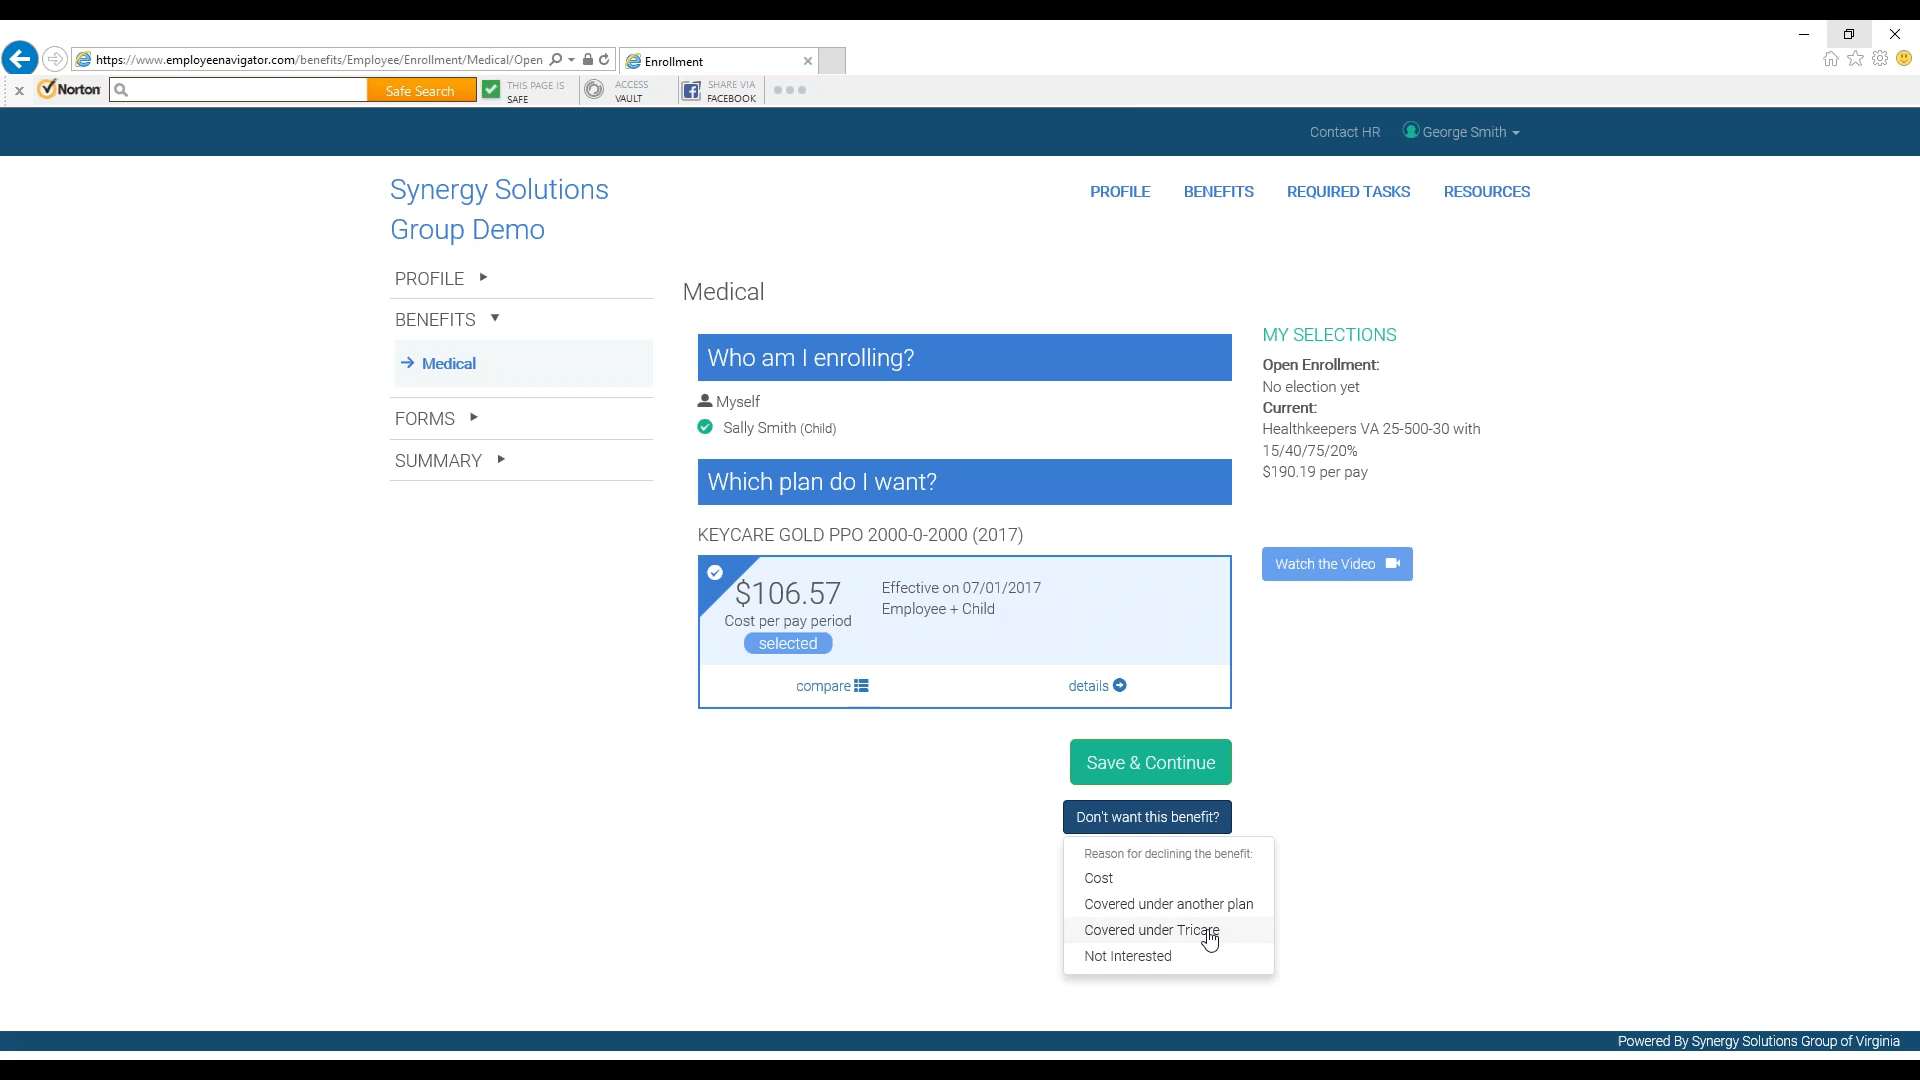 https://www.employeenavigator.com/benefits/Employee/Enrollment/Medical/Open
Enrollment
Norton
Safe Search
THIS PAGE IS
SAFE
ACCESS
VAULT
SHARE VIA
FACEBOOK
Contact HR
George Smith
Synergy Solutions
Group Demo
PROFILE
BENEFITS
REQUIRED TASKS
RESOURCES
PROFILE
BENEFITS
Medical
FORMS
SUMMARY
Medical
Who am I enrolling?
Myself
Sally Smith (Child)
Which plan do I want?
KEYCARE GOLD PPO 2000-0-2000 (2017)
$106.57
Cost per pay period
selected
Effective on 07/01/2017
Employee + Child
compare
details
Save & Continue
Don't want this benefit?
Reason for declining the benefit:
Cost
Covered under another plan
Covered under Tricare
Not Interested
MY SELECTIONS
Open Enrollment:
No election yet
Current:
Healthkeepers VA 25-500-30 with
15/40/75/20%
$190.19 per pay
Watch the Video
Powered By Synergy Solutions Group of Virginia